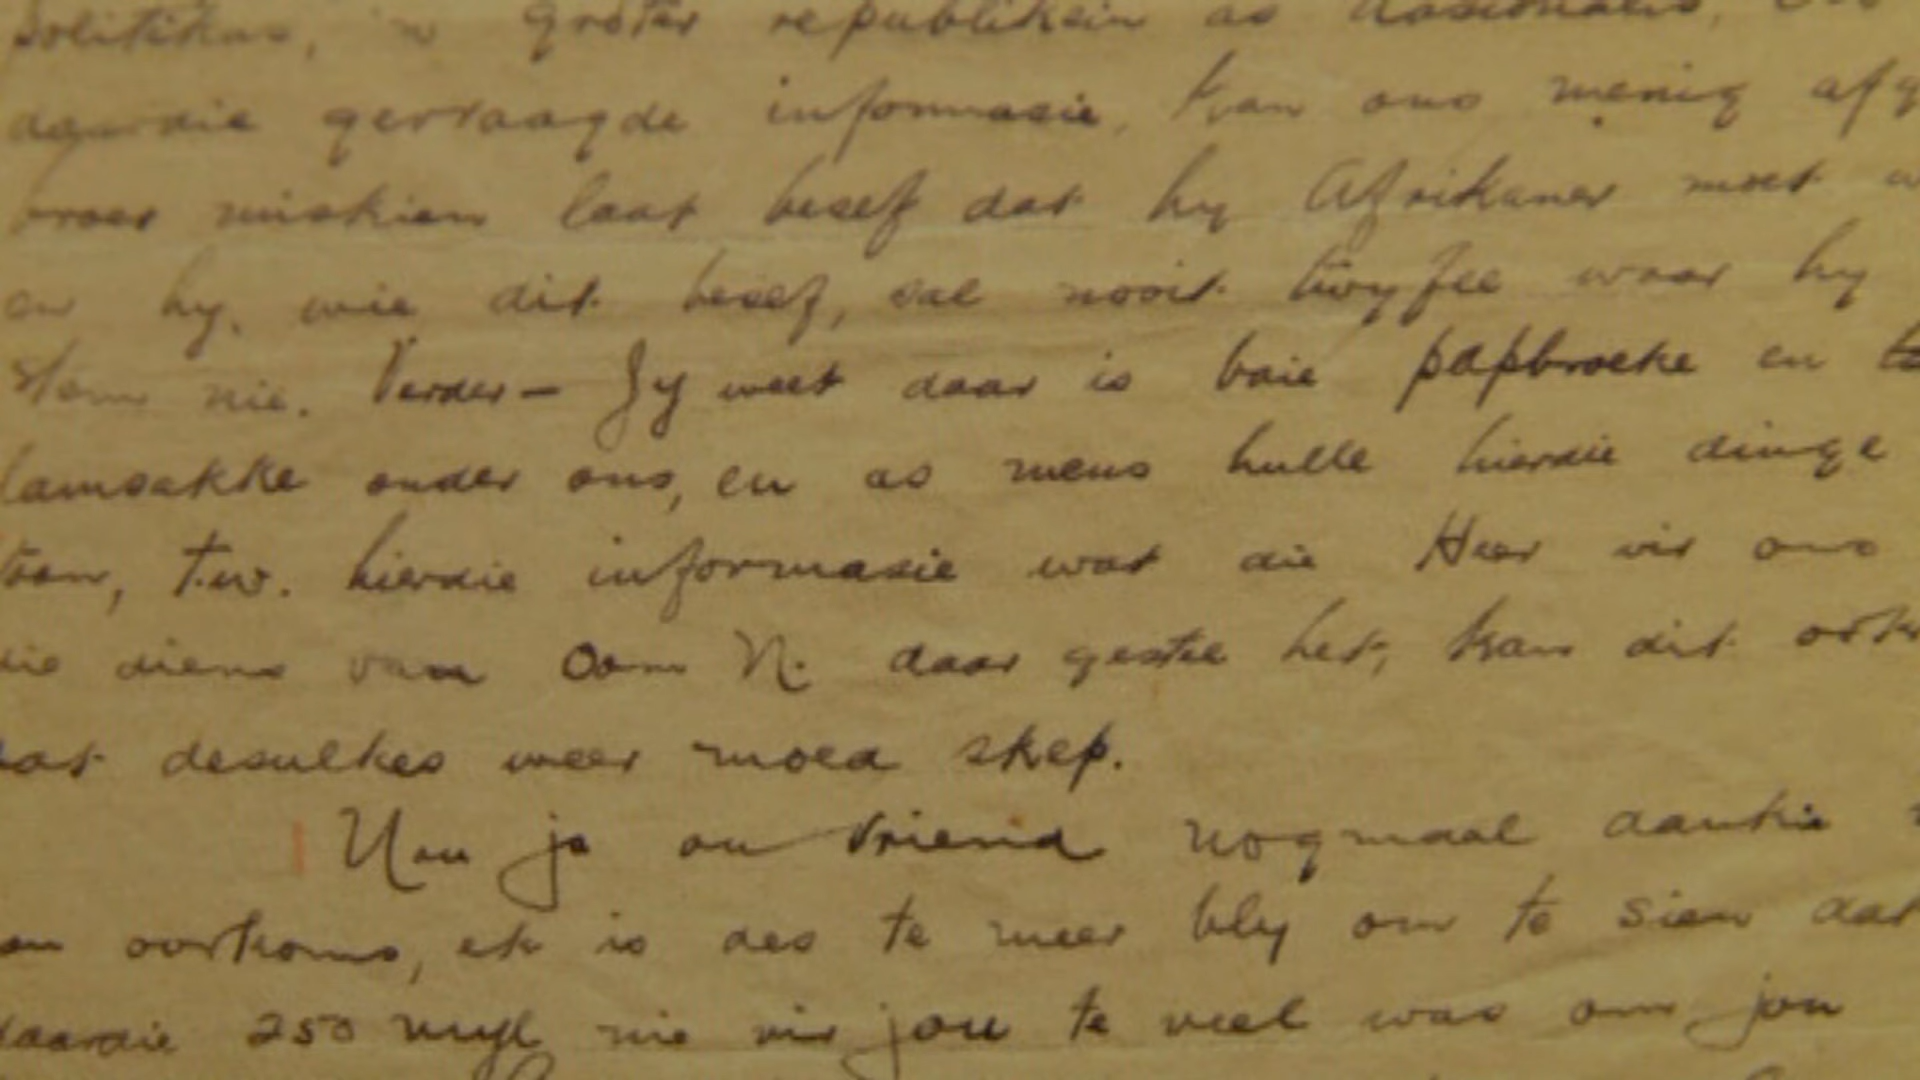 politikus, 'n groter republikein as
daardie gevraagde informasie, kan ons menig
broer miskien laat besef dat hy Afrikaner moet
en hy, wie dit besef, sal nooit twyfel waar hy
stem nie. Verder — Jy weet daar is baie papbroeke en
lamsakke onder ons, en as mens hulle hierdie dinge
toon, t.w. hierdie informasie wat die Heer vir ons
die diens van Oom N. daar gestel het, kan dit
dat desulkes weer moed skep.
Nou ja ou vriend nogmaal dankie
oorkoms, ek is des te meer bly om te sien dat
daardie 250 myl nie vir jou te veel was om jou